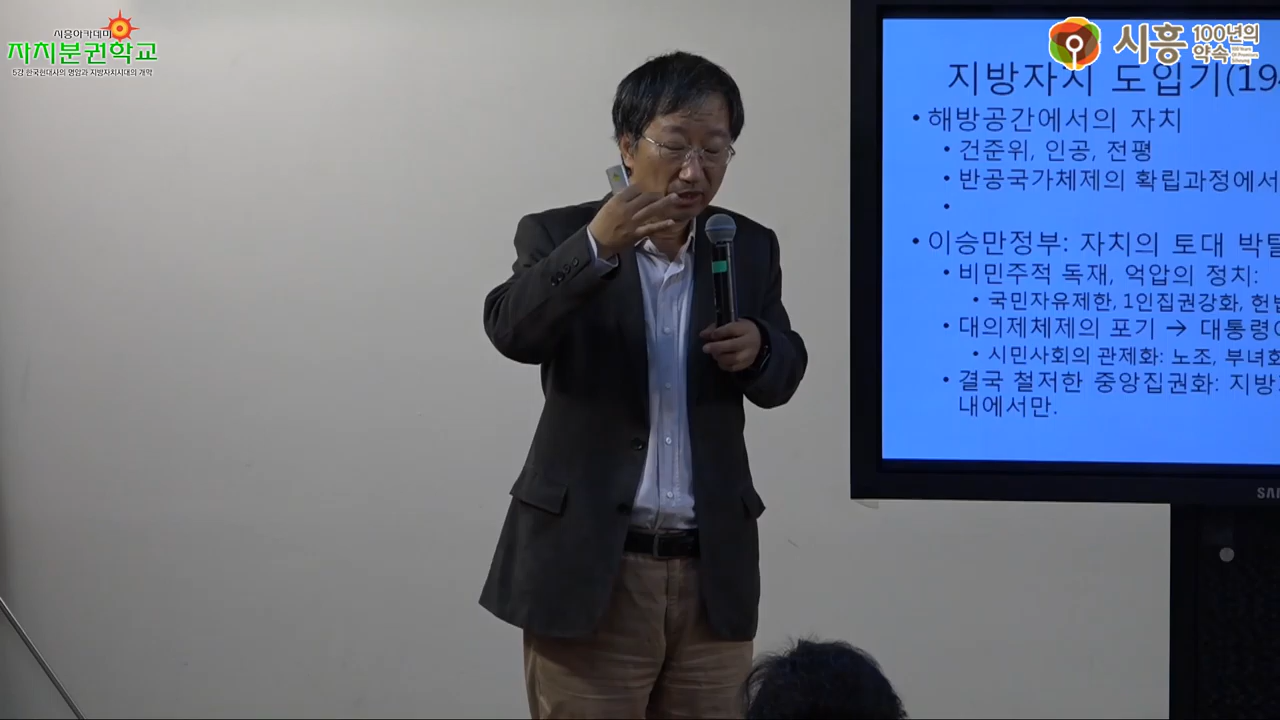 시흥아카데미
자치분권학교
5강 한국현대사의 명암과 지방자치시대의 개막
시흥 100년의 약속
지방자치 도입기(194
• 해방공간에서의 자치
• 건준위, 인공, 전평
• 반공국가체제의 확립과정에서
•
• 이승만정부: 자치의 토대 박탈
• 비민주적 독재, 억압의 정치:
• 국민자유제한, 1인집권강화, 헌법
• 대의제체제의 포기 → 대통령
• 시민사회의 관제화: 노조, 부녀회
• 결국 철저한 중앙집권화: 지방
내에서만.
SAM